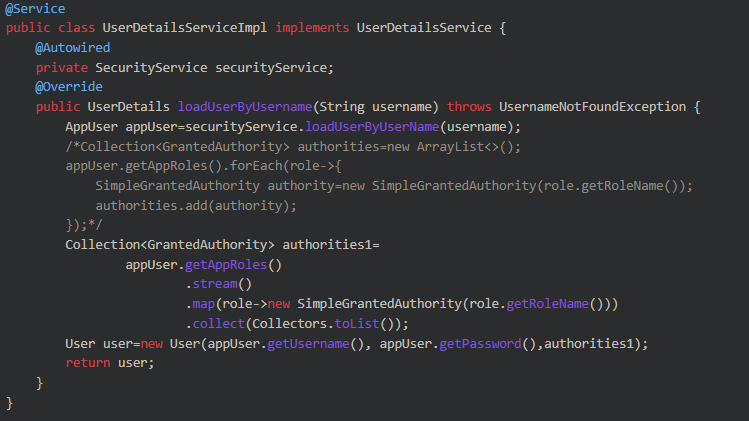 @Service
public class UserDetailsServiceImpl implements UserDetailsService {
    @Autowired
    private SecurityService securityService;
    @Override
    public UserDetails loadUserByUsername(String username) throws UsernameNotFoundException {
        AppUser appUser=securityService.loadUserByUserName(username);
        /*Collection<GrantedAuthority> authorities=new ArrayList<>();
        appUser.getAppRoles().forEach(role->{
            SimpleGrantedAuthority authority=new SimpleGrantedAuthority(role.getRoleName());
            authorities.add(authority);
        });*/
        Collection<GrantedAuthority> authorities1=
                appUser.getAppRoles()
                        .stream()
                        .map(role->new SimpleGrantedAuthority(role.getRoleName()))
                        .collect(Collectors.toList());
        User user=new User(appUser.getUsername(), appUser.getPassword(),authorities1);
        return user;
    }
}